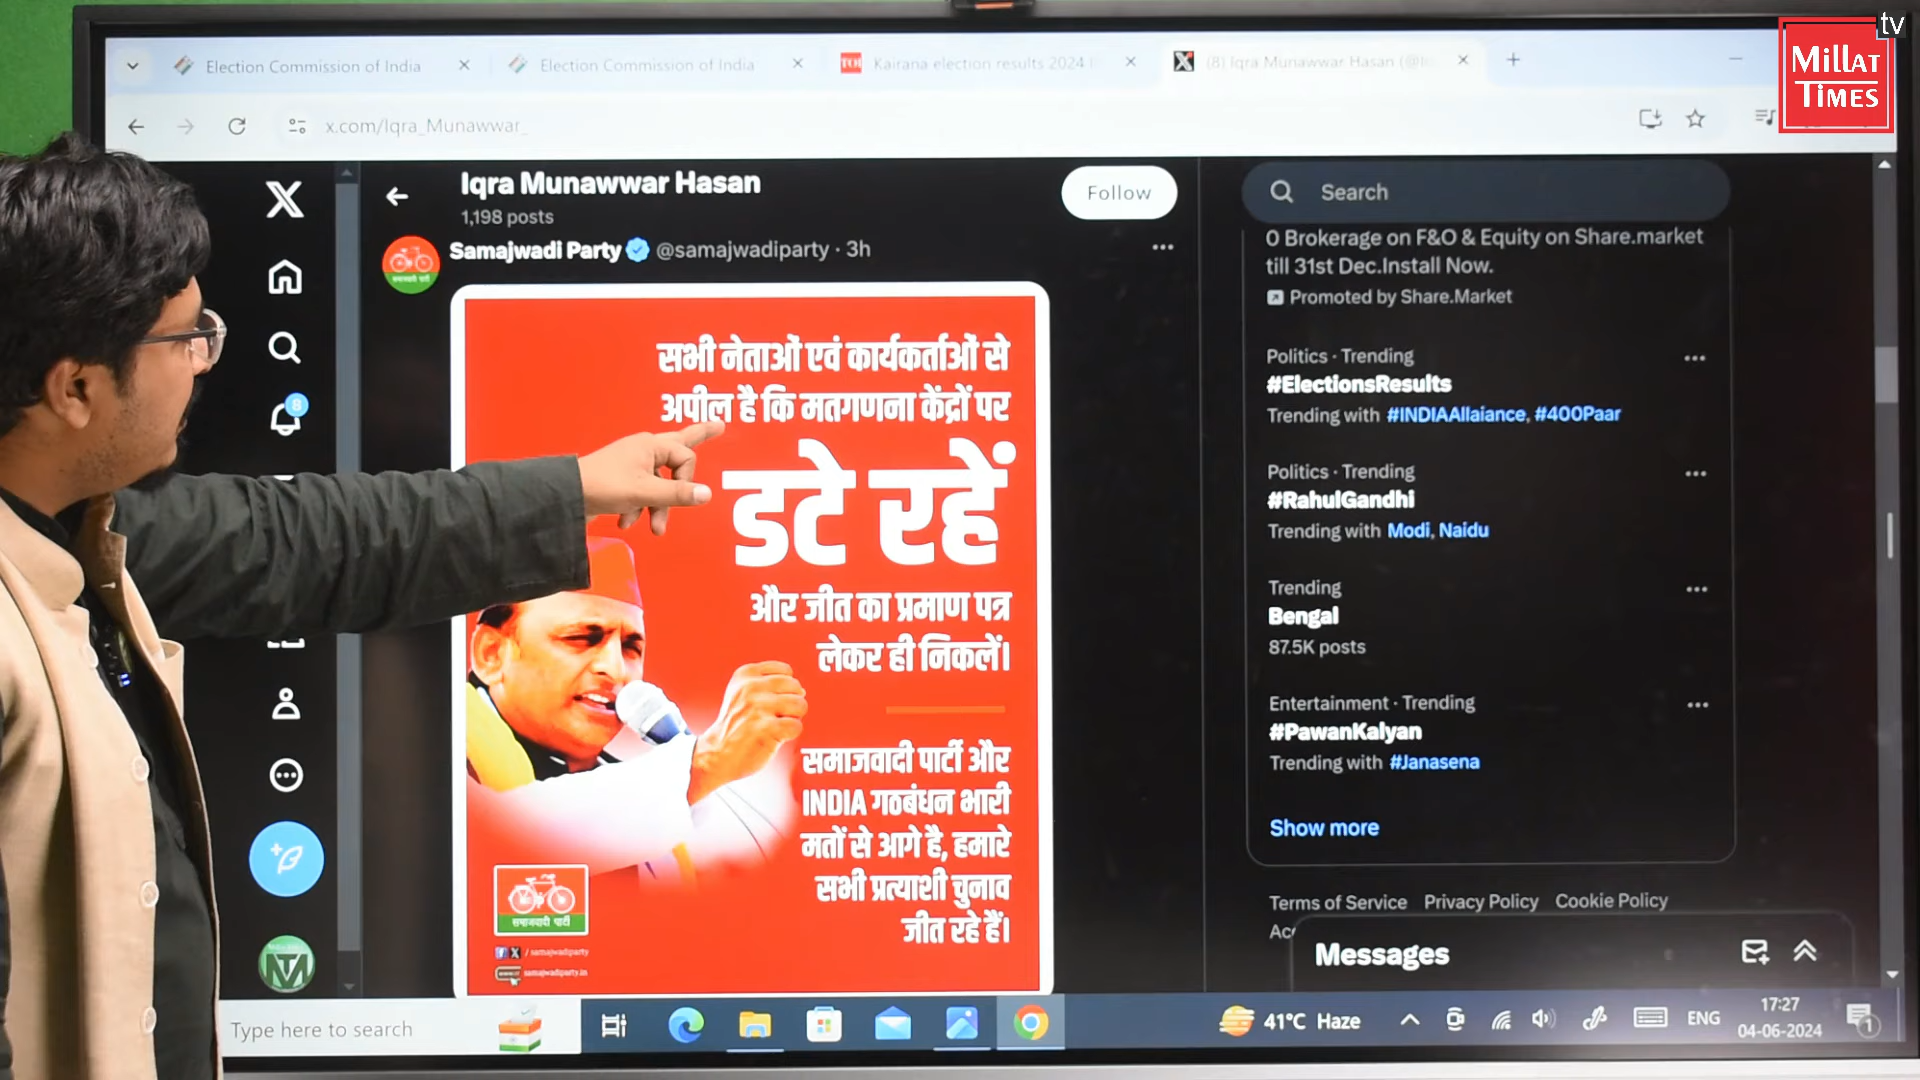 tv
MillAT
TiMES
Election Commission of India
Election Commission of India
TOI
Kairana election results 2024
(8) Iqra Munawwar Hasan
x.com/Iqra_Munawwar_
Iqra Munawwar Hasan
1,198 posts
Follow
Samajwadi Party @samajwadiparty · 3h
सभी नेताओं एवं कार्यकर्ताओं से
अपील है कि मतगणना केंद्रों पर
डटे रहें
और जीत का प्रमाण पत्र
लेकर ही निकलें।
समाजवादी पार्टी और
INDIA गठबंधन भारी
मतों से आगे है, हमारे
सभी प्रत्याशी चुनाव
जीत रहे हैं।
समाजवादी पार्टी
/ samajwadiparty
samajwadiparty.in
8
Search
0 Brokerage on F&O & Equity on Share.market
till 31st Dec.Install Now.
Promoted by Share.Market
Politics · Trending
#ElectionsResults
Trending with #INDIAAllaiance, #400Paar
Politics · Trending
#RahulGandhi
Trending with Modi, Naidu
Trending
Bengal
87.5K posts
Entertainment · Trending
#PawanKalyan
Trending with #Janasena
Show more
Terms of Service Privacy Policy Cookie Policy
Messages
Type here to search
41°C Haze
ENG
17:27
04-06-2024
1